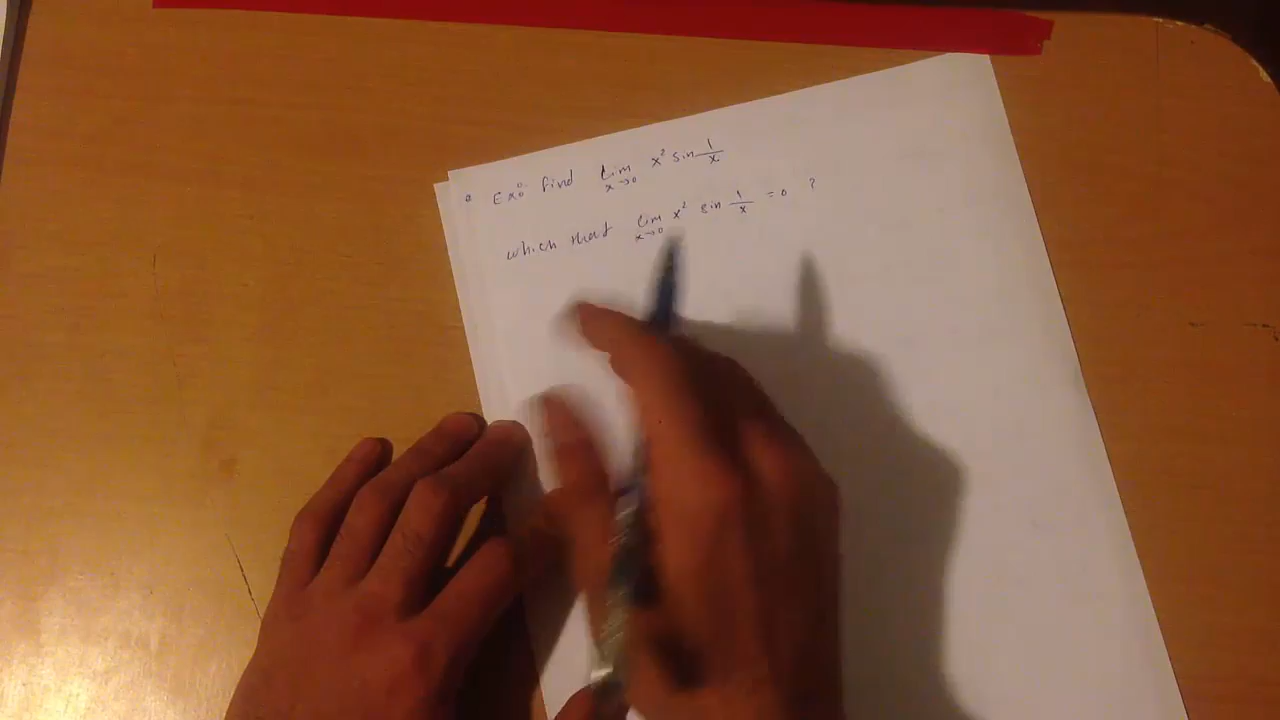 Ex: find lim x→0 x² sin 1/x
which that lim x→0 x² sin 1/x = 0 ?